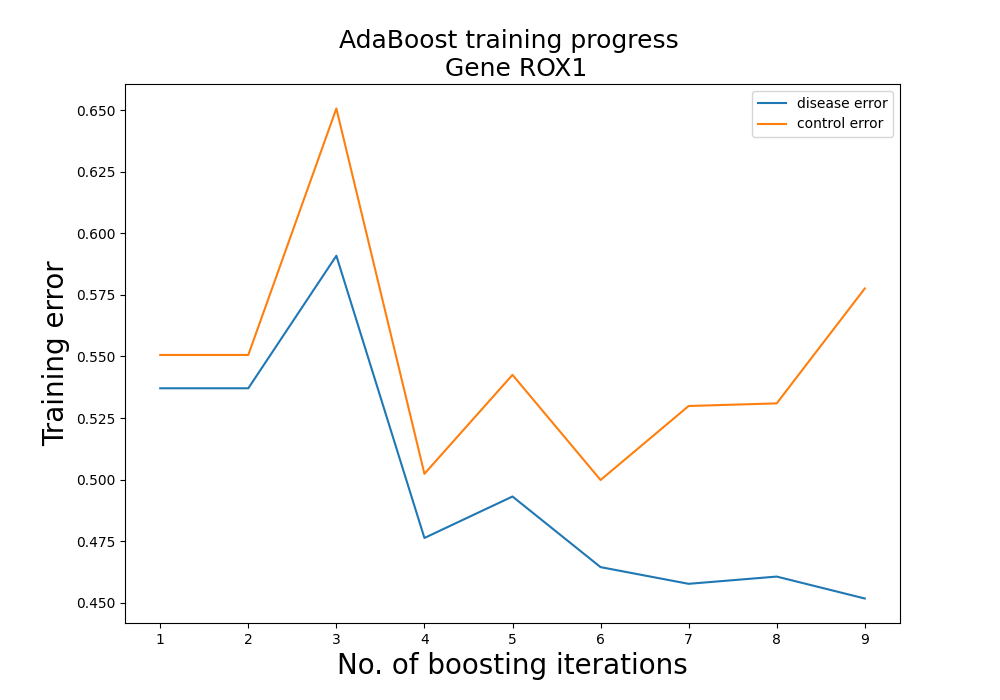 AdaBoost training progress
Gene ROX1
disease error
control error
0.650
0.625
0.600
0.575
0.550
0.525
0.500
0.475
0.450
Training error
1 2 3 4 5 6 7 8 9
No. of boosting iterations